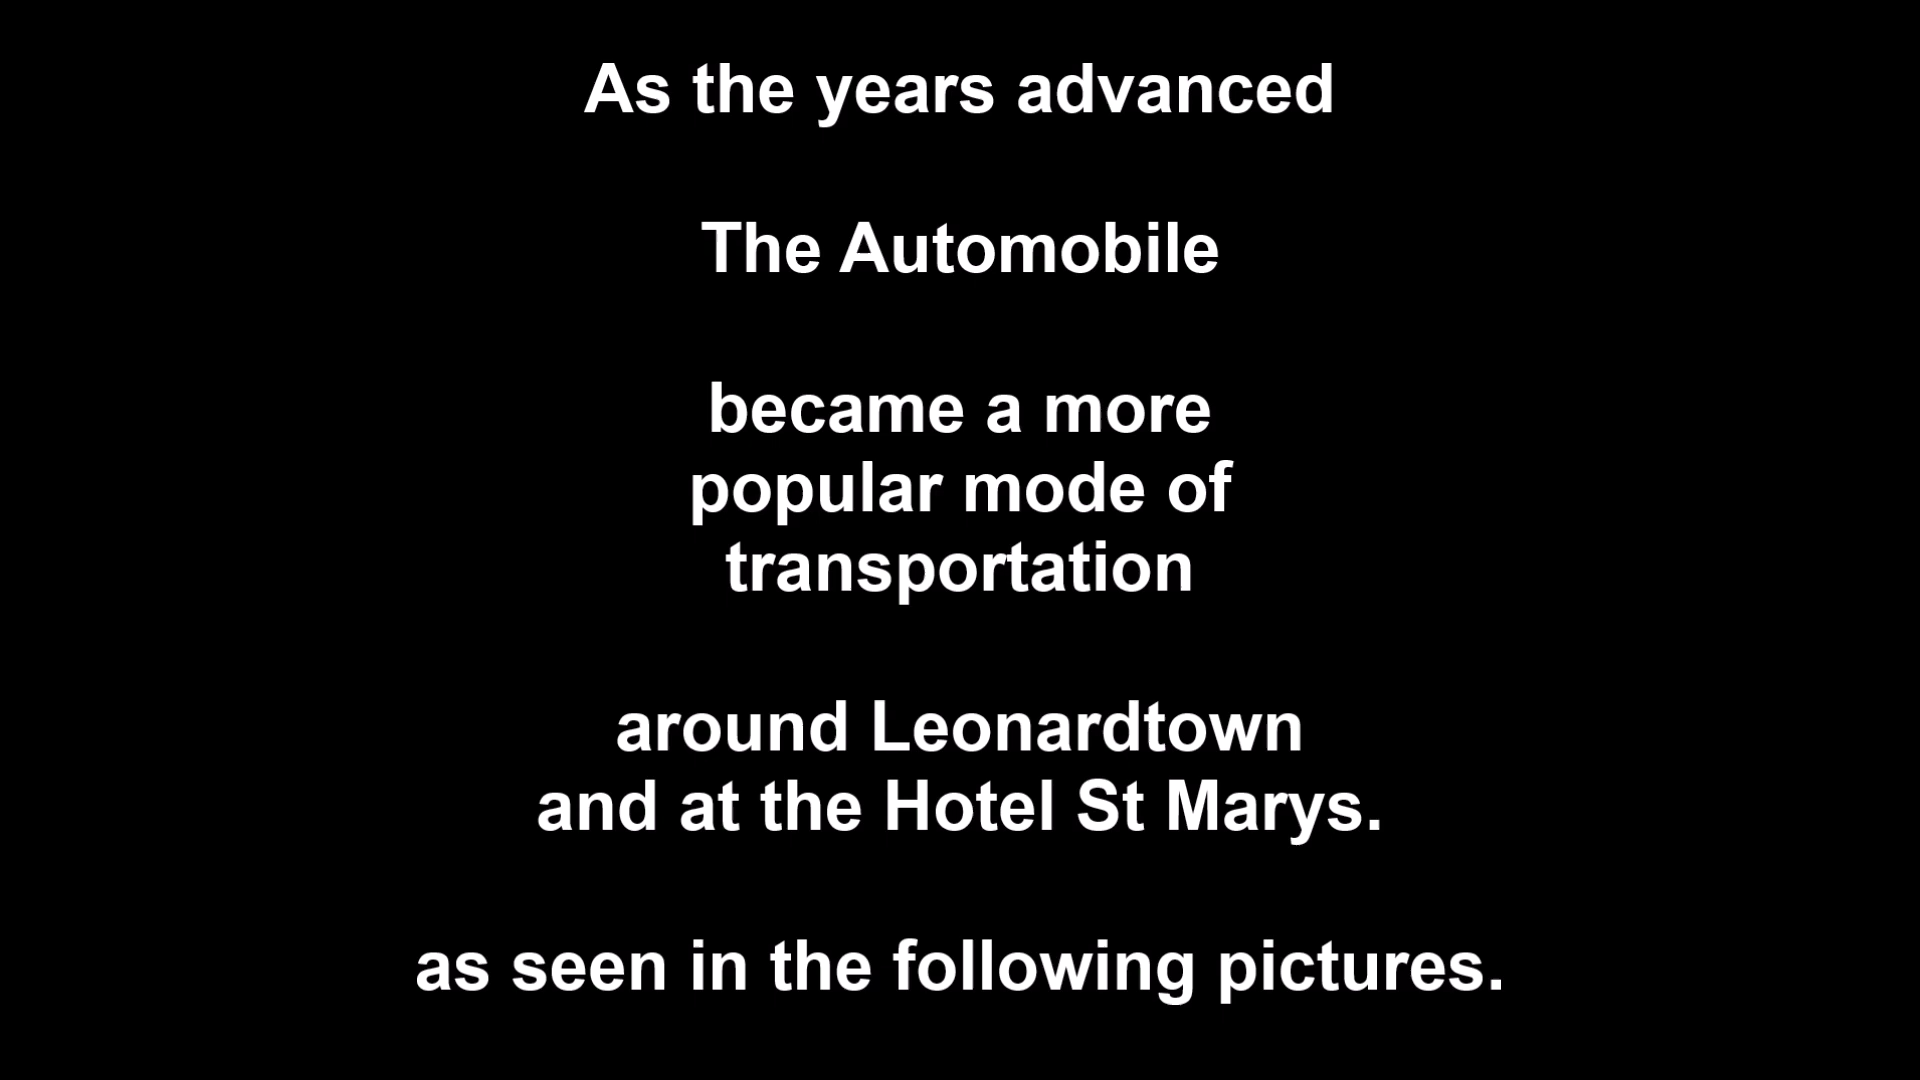 As the years advanced
The Automobile
became a more
popular mode of
transportation
around Leonardtown
and at the Hotel St Marys.
as seen in the following pictures.